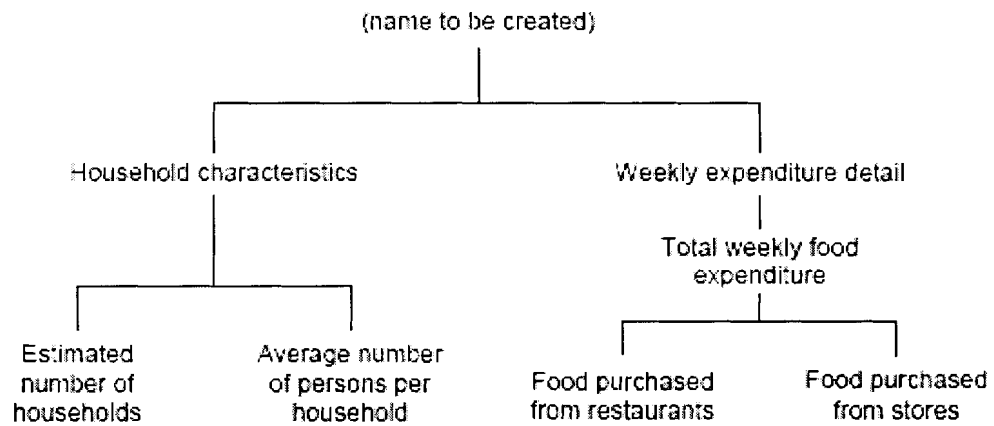 (name to be created)
Household characteristics
Weekly expenditure detail
Total weekly food
expenditure
Estimated
number of
households
Average number
of persons per
household
Food purchased
from restaurants
Food purchased
from stores